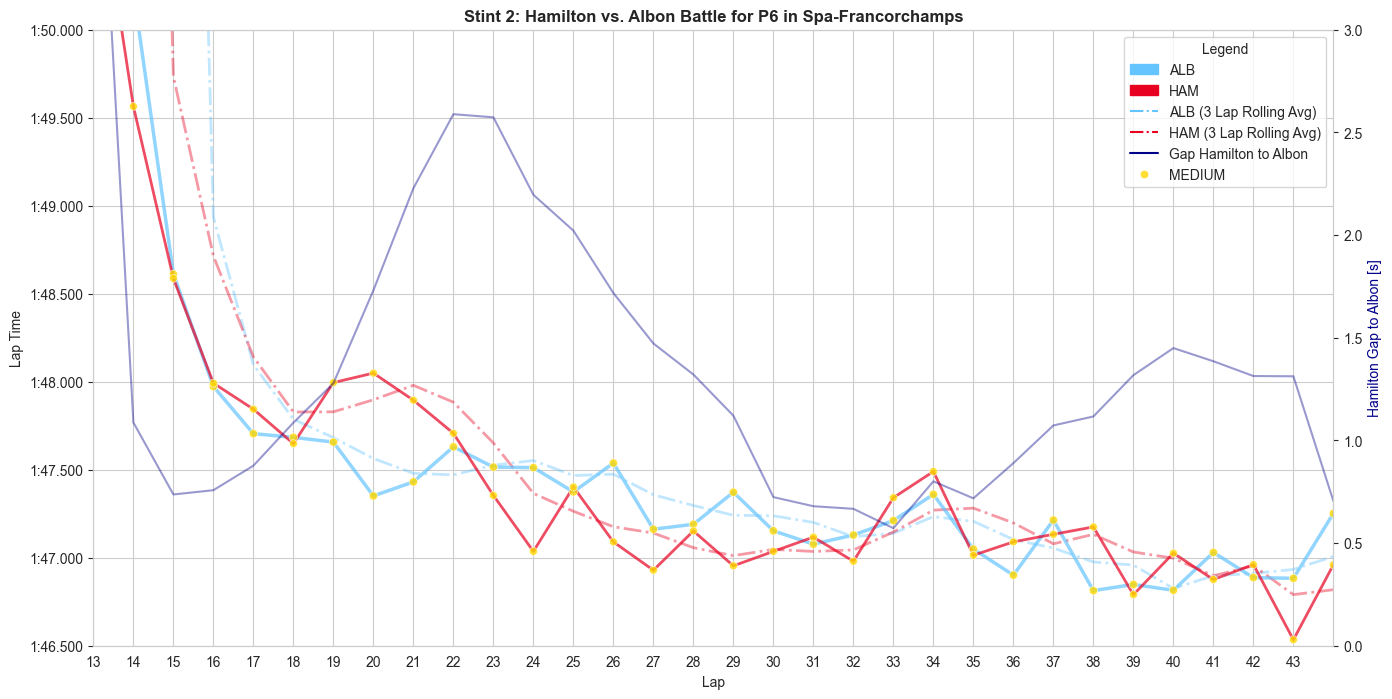 Stint 2: Hamilton vs. Albon Battle for P6 in Spa-Francorchamps
1:50.000
1:49.500
1:49.000
1:48.500
1:48.000
1:47.500
1:47.000
1:46.500
Lap Time
13 14 15 16 17 18 19 20 21 22 23 24 25 26 27 28 29 30 31 32 33 34 35 36 37 38 39 40 41 42 43
Lap
3.0
2.5
2.0
1.5
1.0
0.5
0.0
Hamilton Gap to Albon [s]
Legend
ALB
HAM
ALB (3 Lap Rolling Avg)
HAM (3 Lap Rolling Avg)
Gap Hamilton to Albon
MEDIUM